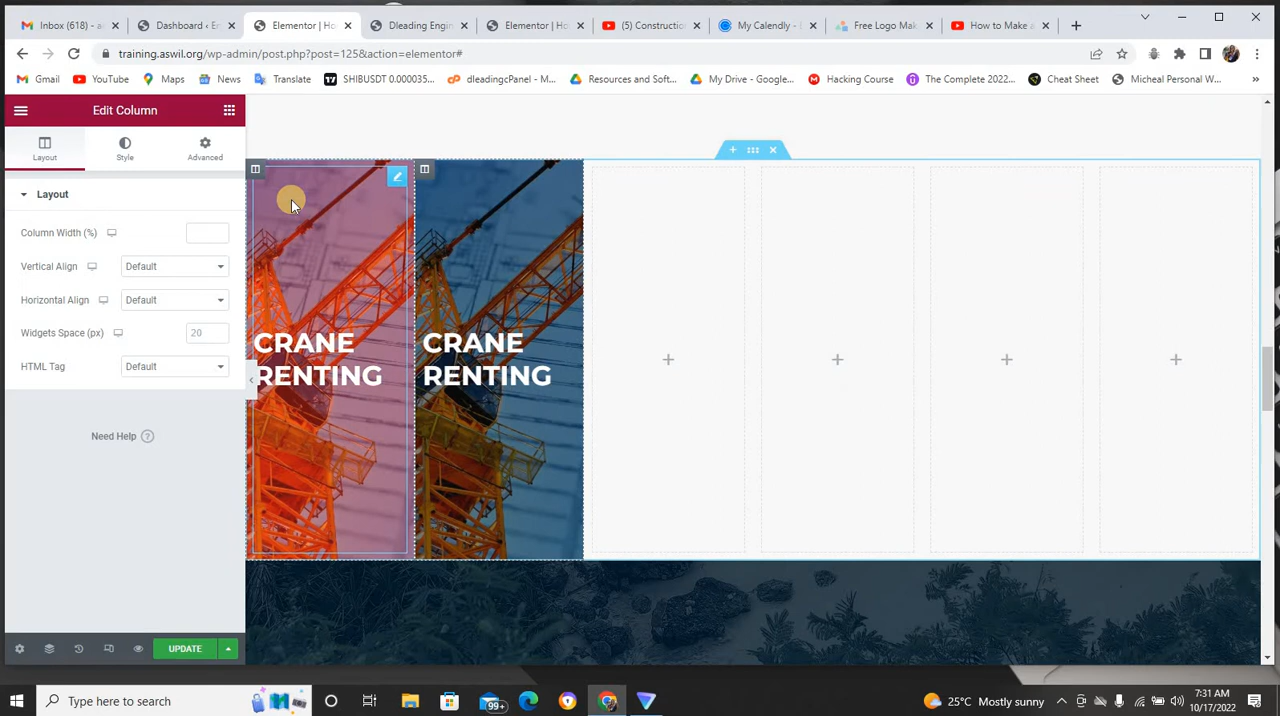 Inbox (618) - a
Dashboard ‹ En
Elementor | Ho
Dleading Engin
Elementor | Ho
(5) Construction
My Calendly - E
Free Logo Make
How to Make a
training.aswil.org/wp-admin/post.php?post=125&action=elementor#
Gmail
YouTube
Maps
News
Translate
SHIBUSDT 0.000035...
dleadingcPanel - M...
Resources and Soft...
My Drive - Google...
Hacking Course
The Complete 2022...
Cheat Sheet
Micheal Personal W...
Edit Column
Layout
Style
Advanced
Layout
Column Width (%)
Vertical Align
Default
Horizontal Align
Default
Widgets Space (px)
20
HTML Tag
Default
Need Help
UPDATE
CRANE
RENTING
CRANE
RENTING
Type here to search
99+
25°C Mostly sunny
7:31 AM
10/17/2022